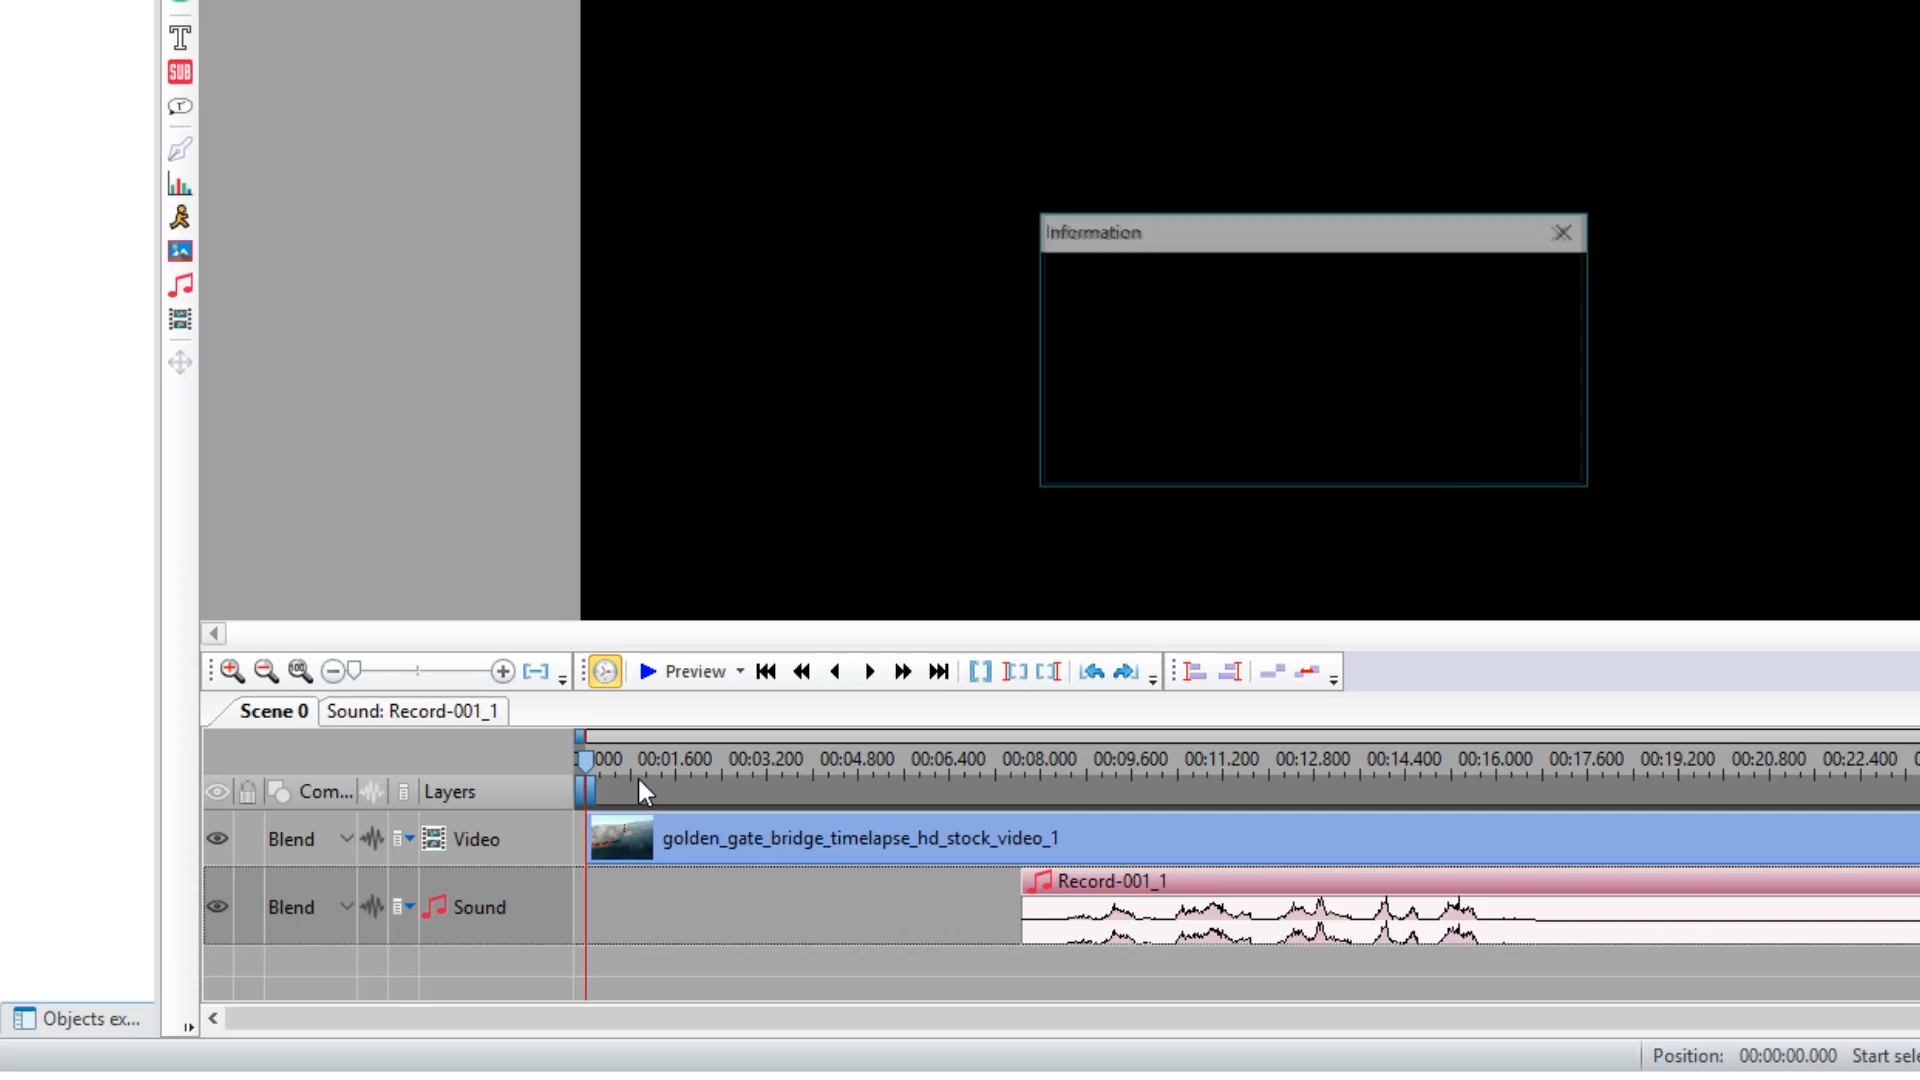 T
SUB
T
Information
100
Preview
Scene 0
Sound: Record-001_1
000 00:01.600 00:03.200 00:04.800 00:06.400 00:08.000 00:09.600 00:11.200 00:12.800 00:14.400 00:16.000 00:17.600 00:19.200 00:20.800 00:22.400
Com... Layers
Blend Video
golden_gate_bridge_timelapse_hd_stock_video_1
Record-001_1
Blend Sound
Objects ex...
Position: 00:00:00.000 Start sele